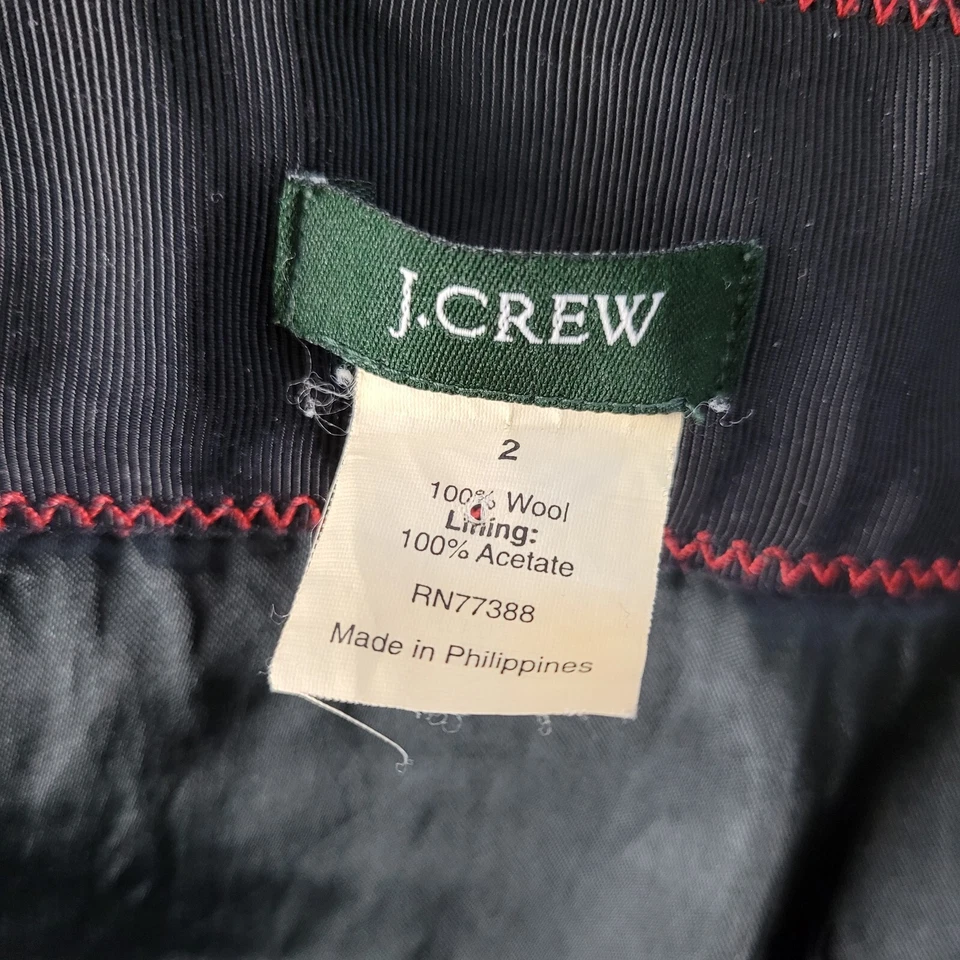 J.CREW
2
100% Wool
Lining:
100% Acetate
RN77388
Made in Philippines